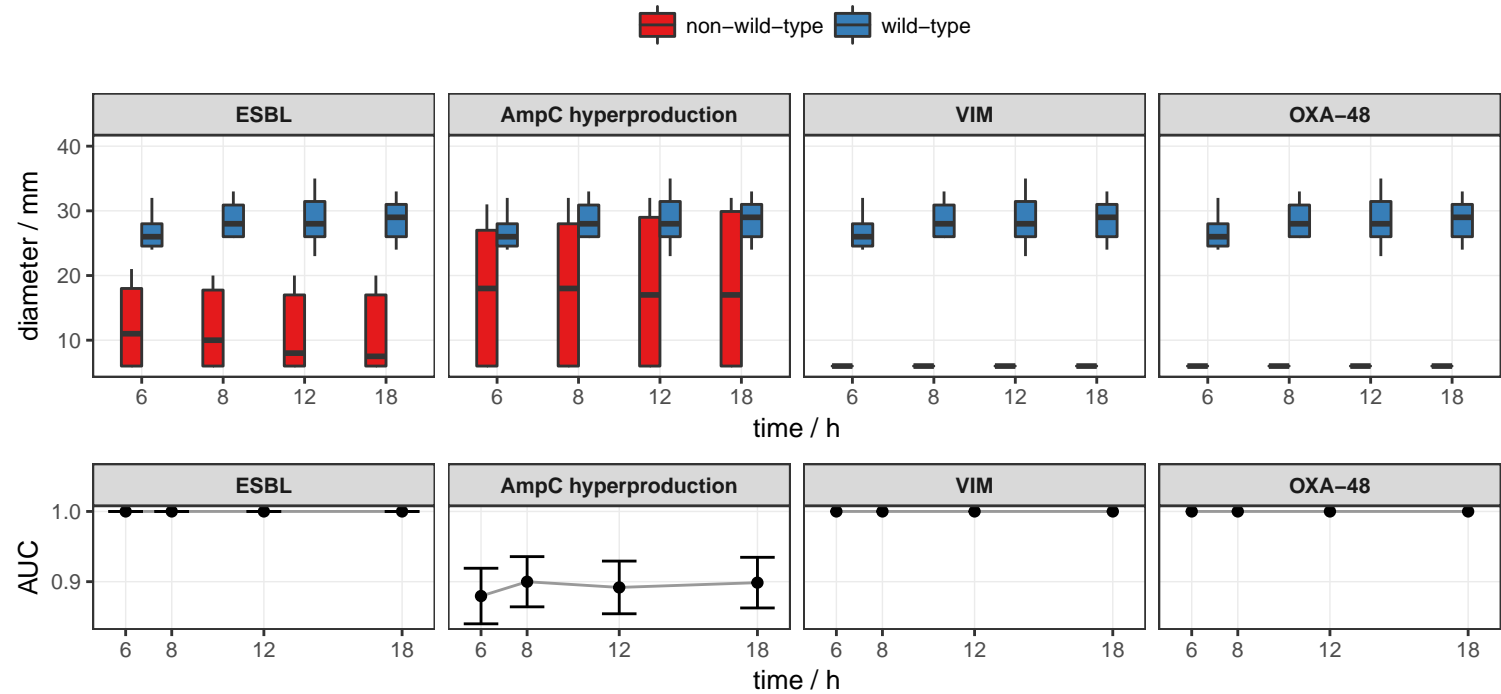 non−wild−type wild−type
ESBL AmpC hyperproduction VIM OXA−48
diameter / mm
40
30
20
10
6 8 12 18 6 8 12 18 6 8 12 18 6 8 12 18
time / h
ESBL AmpC hyperproduction VIM OXA−48
AUC
1.0
0.9
6 8 12 18 6 8 12 18 6 8 12 18 6 8 12 18
time / h